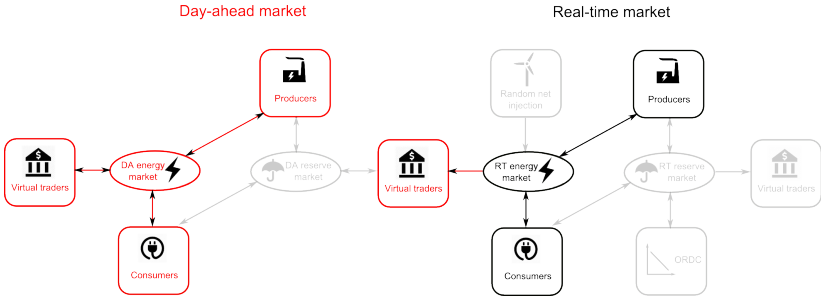 Day-ahead market
Real-time market
Producers
Random net
injection
Producers
Virtual traders
DA energy
market
DA reserve
market
Virtual traders
RT energy
market
RT reserve
market
Virtual traders
Consumers
Consumers
ORDC